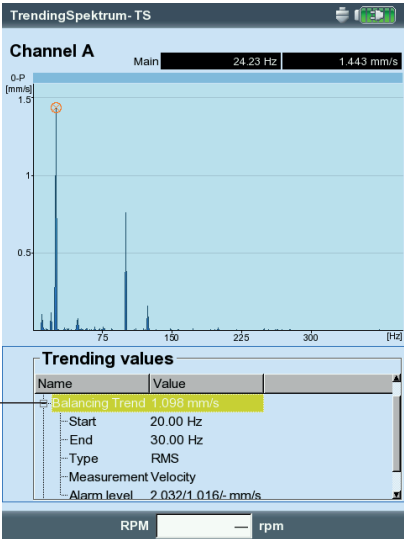 TrendingSpektrum-TS
Channel A
Main 24.23 Hz 1.443 mm/s
0-P
[mm/s]
1.5
1
0.5
75 150 225 300 [Hz]
Trending values
Name Value
Balancing Trend 1.098 mm/s
Start 20.00 Hz
End 30.00 Hz
Type RMS
Measurement Velocity
Alarm level 2.032/1.016/- mm/s
RPM — rpm